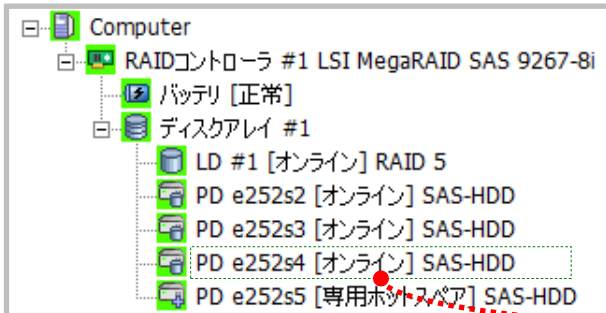 Computer
RAIDコントローラ #1 LSI MegaRAID SAS 9267-8i
バッテリ [正常]
ディスクアレイ #1
LD #1 [オンライン] RAID 5
PD e252s2 [オンライン] SAS-HDD
PD e252s3 [オンライン] SAS-HDD
PD e252s4 [オンライン] SAS-HDD
PD e252s5 [専用ホットスペア] SAS-HDD